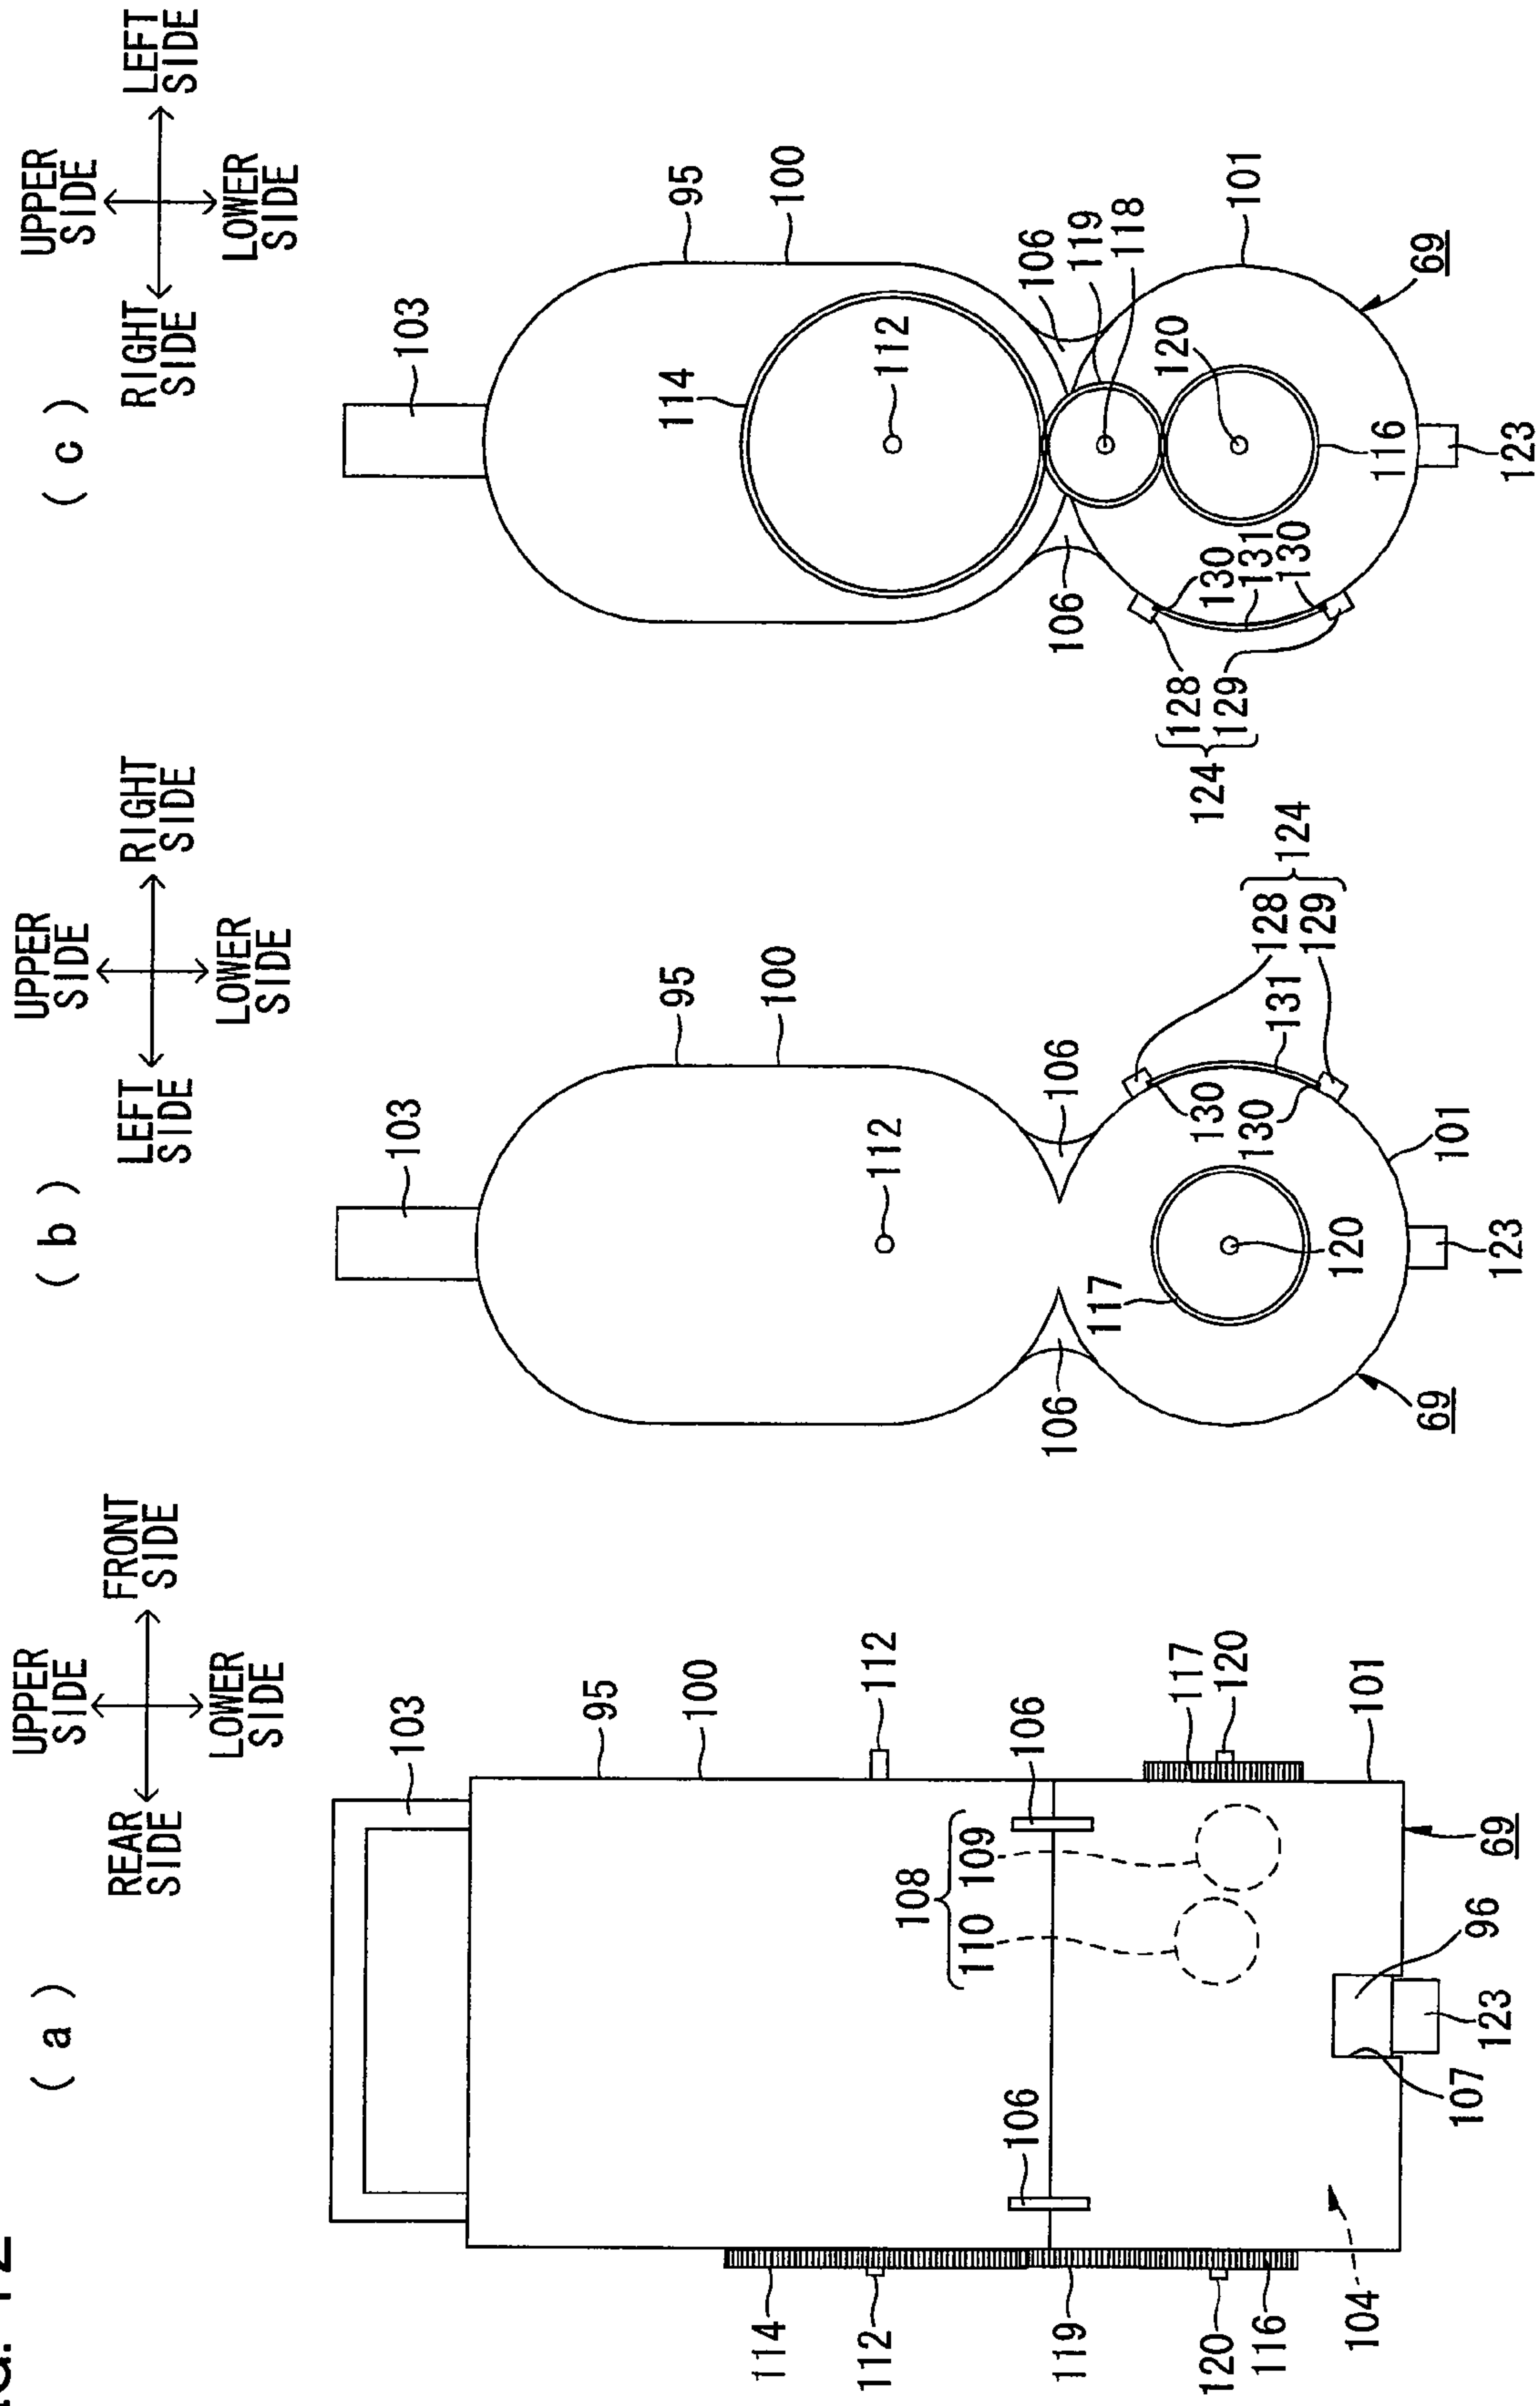 ( a )
UPPER
SIDE
REAR
SIDE
FRONT
SIDE
LOWER
SIDE
103
95
100
112
106
108
109
110
117
120
101
69
96
123
107
106
114
112
119
120
116
104
( b )
UPPER
SIDE
LEFT
SIDE
RIGHT
SIDE
LOWER
SIDE
103
95
100
112
106
106
117
120
130
130
131
128
129
124
101
123
69
( c )
UPPER
SIDE
RIGHT
SIDE
LEFT
SIDE
LOWER
SIDE
103
95
100
114
112
106
119
118
106
120
101
130
131
130
128
129
124
116
123
69